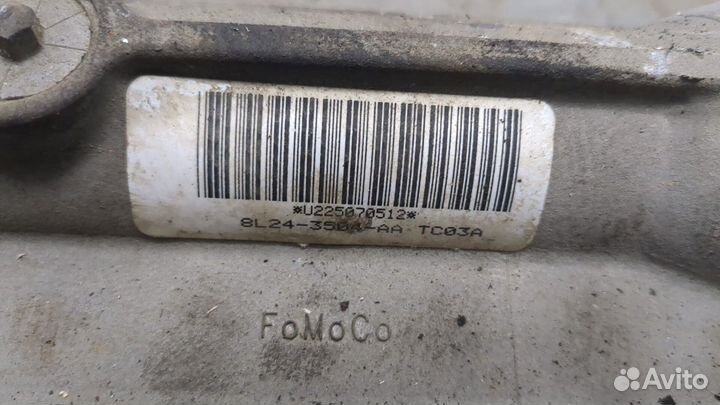 *U225070512*
8L24-3504-AA TC03A
FoMoCo
Avito